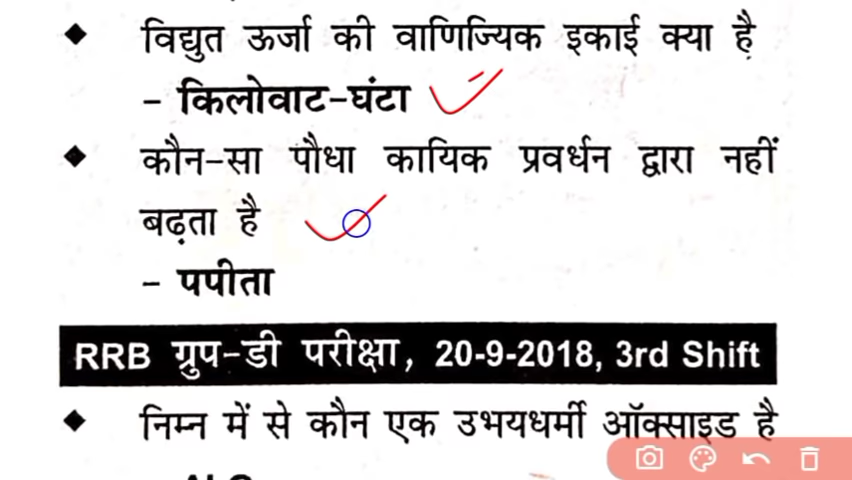 ◆ विद्युत ऊर्जा की वाणिज्यिक इकाई क्या है
– किलोवाट-घंटा
◆ कौन-सा पौधा कायिक प्रवर्धन द्वारा नहीं
बढ़ता है
– पपीता
RRB ग्रुप-डी परीक्षा, 20-9-2018, 3rd Shift
◆ निम्न में से कौन एक उभयधर्मी ऑक्साइड है